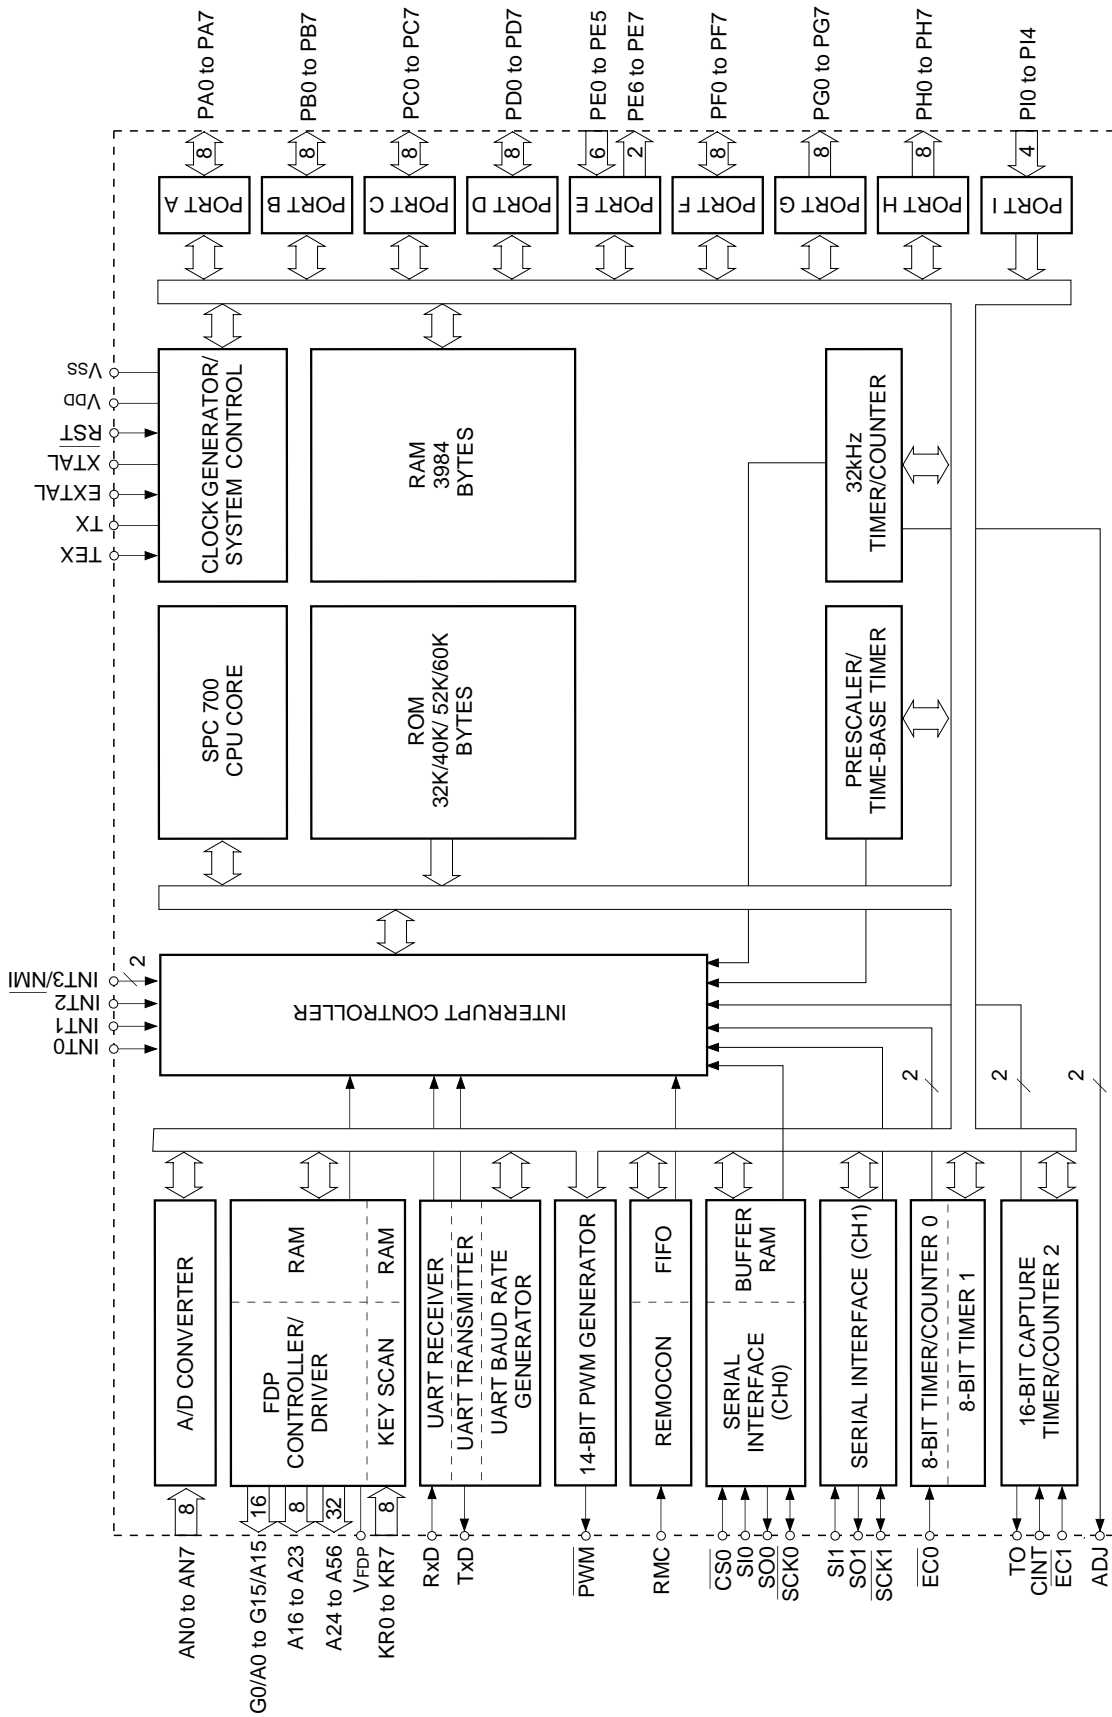 AN0 to AN7
G0/A0 to G15/A15
A16 to A23
A24 to A56
VFDP
KR0 to KR7
RxD
TxD
PWM
RMC
CS0
SI0
SO0
SCK0
SI1
SO1
SCK1
EC0
TO
CINT
EC1
ADJ
8
16
8
32
8
A/D CONVERTER
FDP
CONTROLLER/
DRIVER
RAM
KEY SCAN
RAM
UART RECEIVER
UART TRANSMITTER
UART BAUD RATE
GENERATOR
14-BIT PWM GENERATOR
REMOCON
FIFO
SERIAL
INTERFACE
(CH0)
BUFFER
RAM
SERIAL INTERFACE (CH1)
8-BIT TIMER/COUNTER 0
8-BIT TIMER 1
16-BIT CAPTURE
TIMER/COUNTER 2
2
2
2
INT0
INT1
INT2
INT3/NMI
2
INTERRUPT CONTROLLER
SPC 700
CPU CORE
ROM
32K/40K/ 52K/60K
BYTES
PRESCALER/
TIME-BASE TIMER
TEX
TX
EXTAL
XTAL
RST
VDD
VSS
CLOCK GENERATOR/
SYSTEM CONTROL
RAM
3984
BYTES
32kHz
TIMER/COUNTER
PORT A
8
PA0 to PA7
PORT B
8
PB0 to PB7
PORT C
8
PC0 to PC7
PORT D
8
PD0 to PD7
PORT E
6
PE0 to PE5
2
PE6 to PE7
PORT F
8
PF0 to PF7
PORT G
8
PG0 to PG7
PORT H
8
PH0 to PH7
PORT I
4
PI0 to PI4